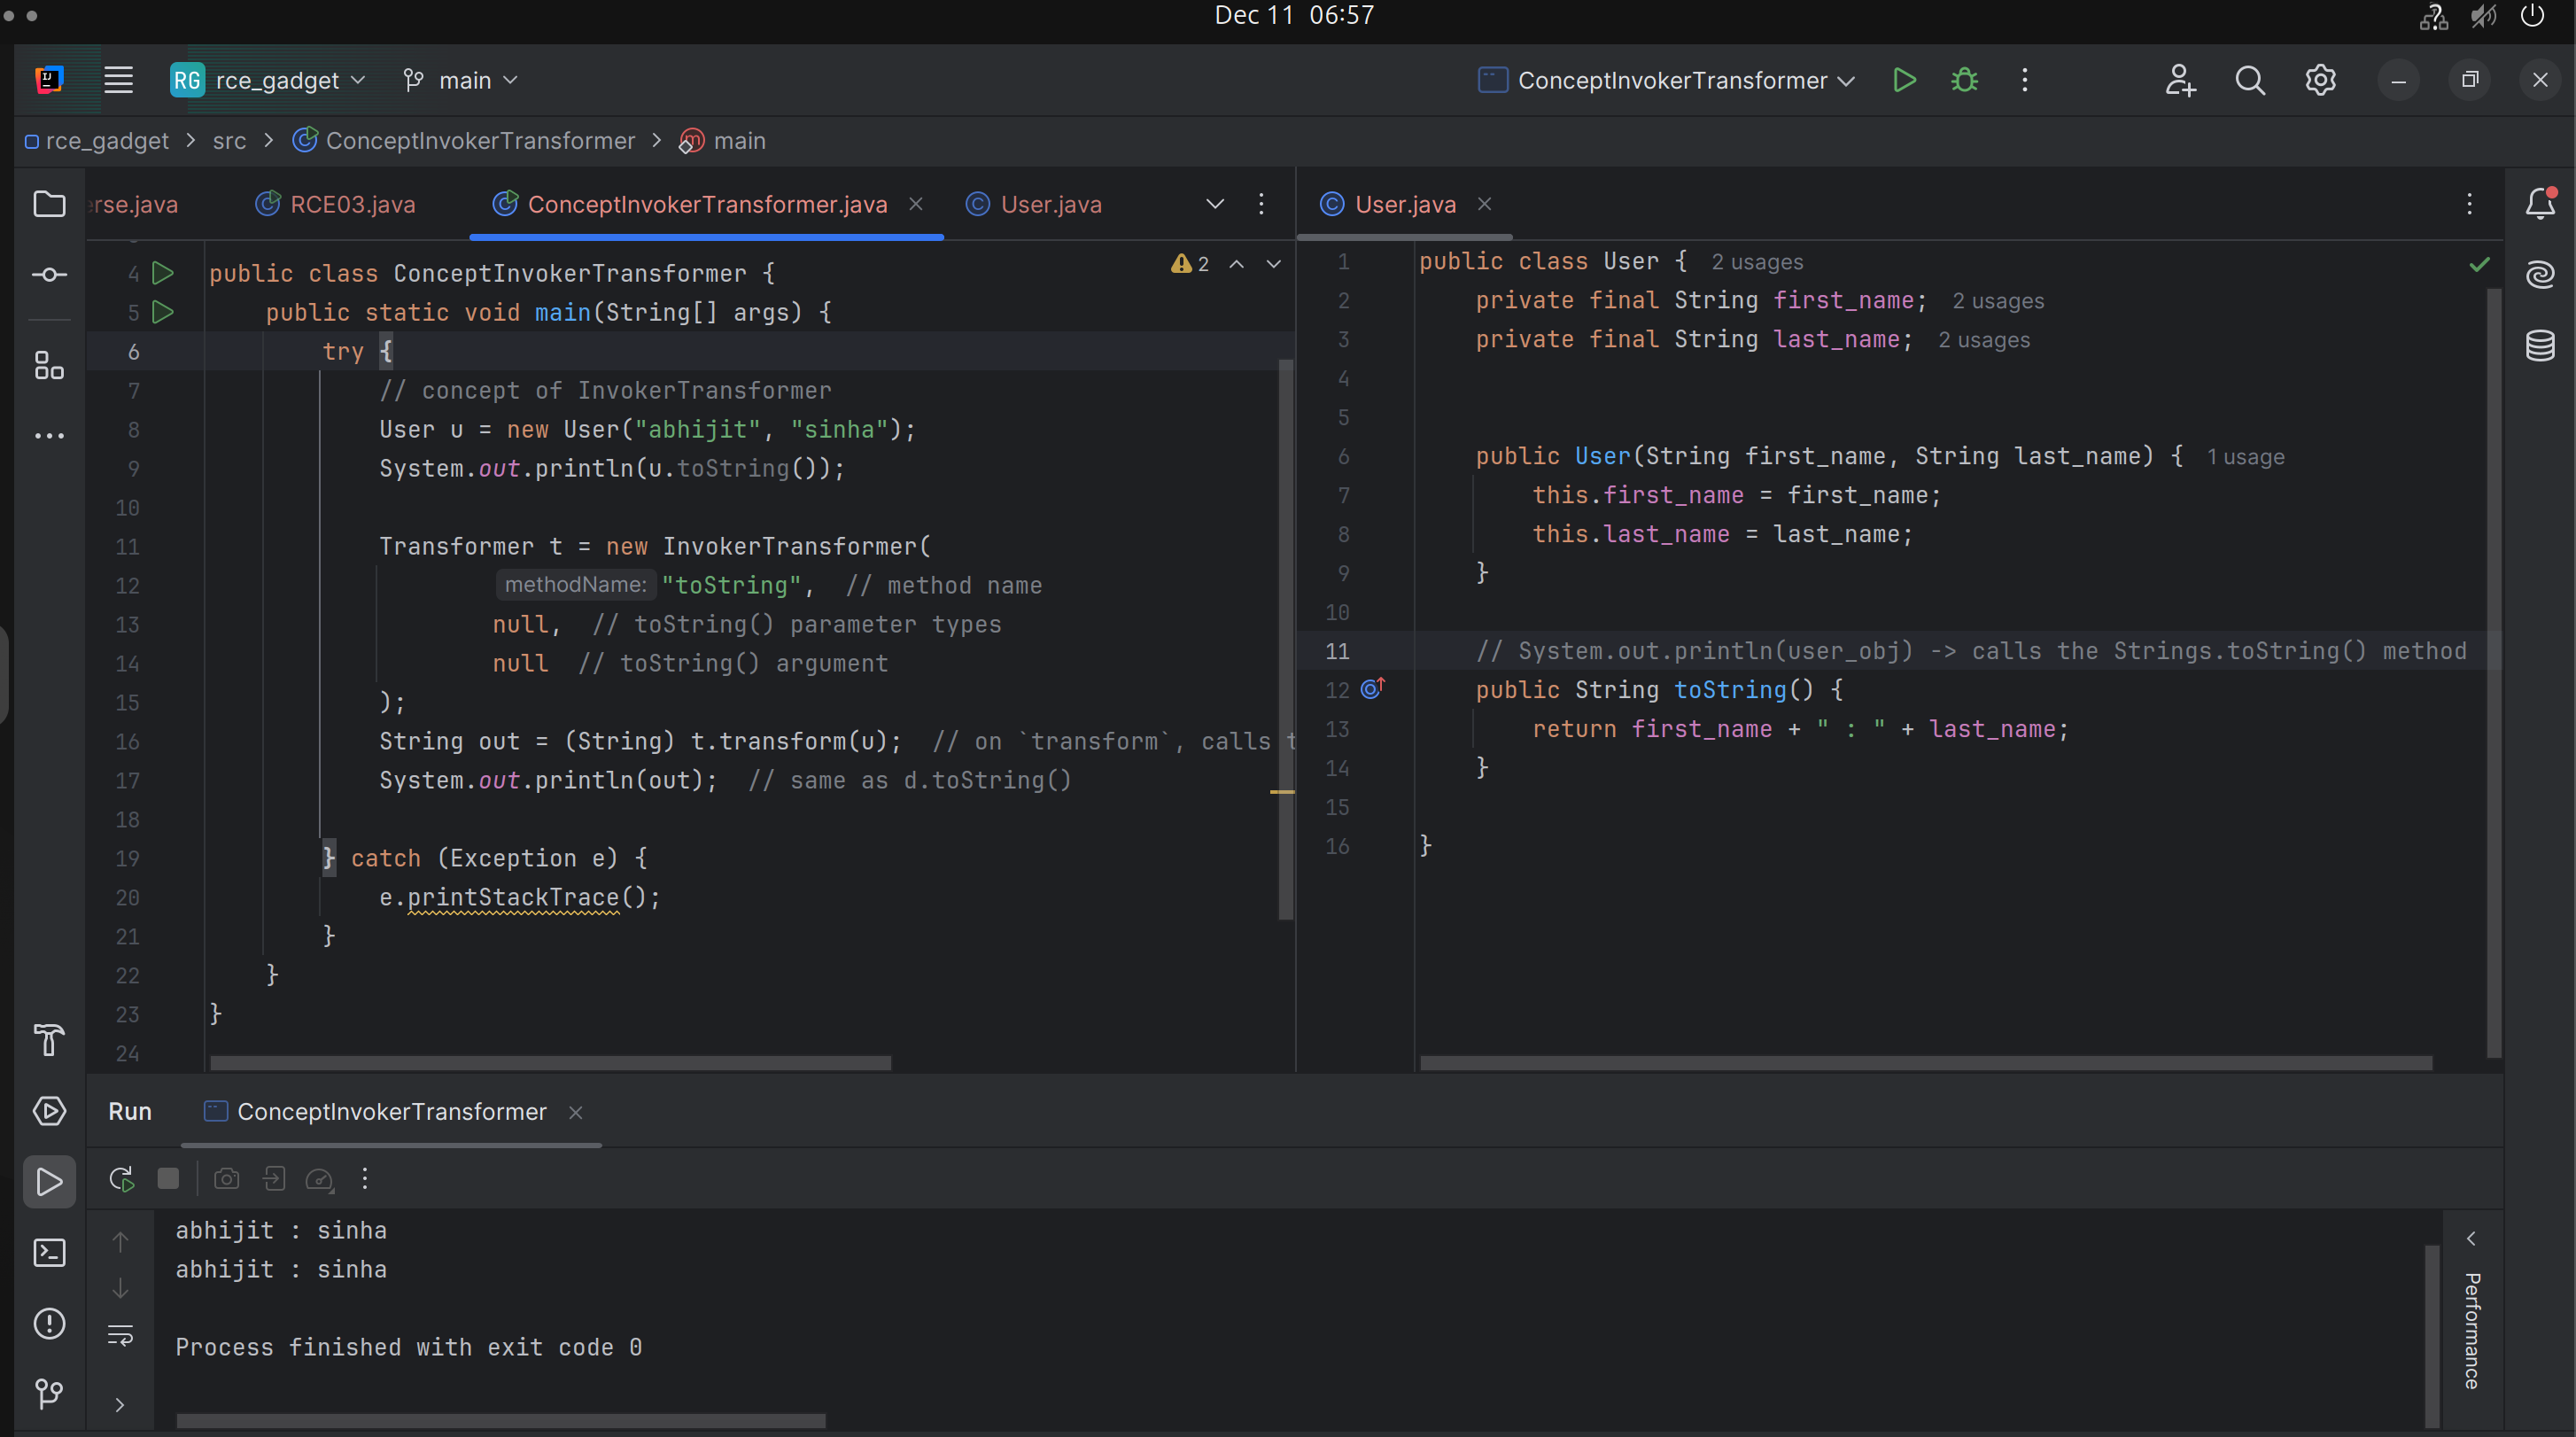 Dec 11 06:57
RG rce_gadget main ConceptInvokerTransformer
rce_gadget > src > ConceptInvokerTransformer > main
erse.java RCE03.java ConceptInvokerTransformer.java User.java
4 public class ConceptInvokerTransformer { 2
5 public static void main(String[] args) {
6 try {
7 // concept of InvokerTransformer
8 User u = new User("abhijit", "sinha");
9 System.out.println(u.toString());
10
11 Transformer t = new InvokerTransformer(
12 methodName: "toString", // method name
13 null, // toString() parameter types
14 null // toString() argument
15 );
16 String out = (String) t.transform(u); // on `transform`, calls t
17 System.out.println(out); // same as d.toString()
18
19 } catch (Exception e) {
20 e.printStackTrace();
21 }
22 }
23 }
24
User.java
1 public class User { 2 usages
2 private final String first_name; 2 usages
3 private final String last_name; 2 usages
4
5
6 public User(String first_name, String last_name) { 1 usage
7 this.first_name = first_name;
8 this.last_name = last_name;
9 }
10
11 // System.out.println(user_obj) -> calls the Strings.toString() method
12 public String toString() {
13 return first_name + " : " + last_name;
14 }
15
16 }
Run ConceptInvokerTransformer
abhijit : sinha
abhijit : sinha
Process finished with exit code 0
Performance